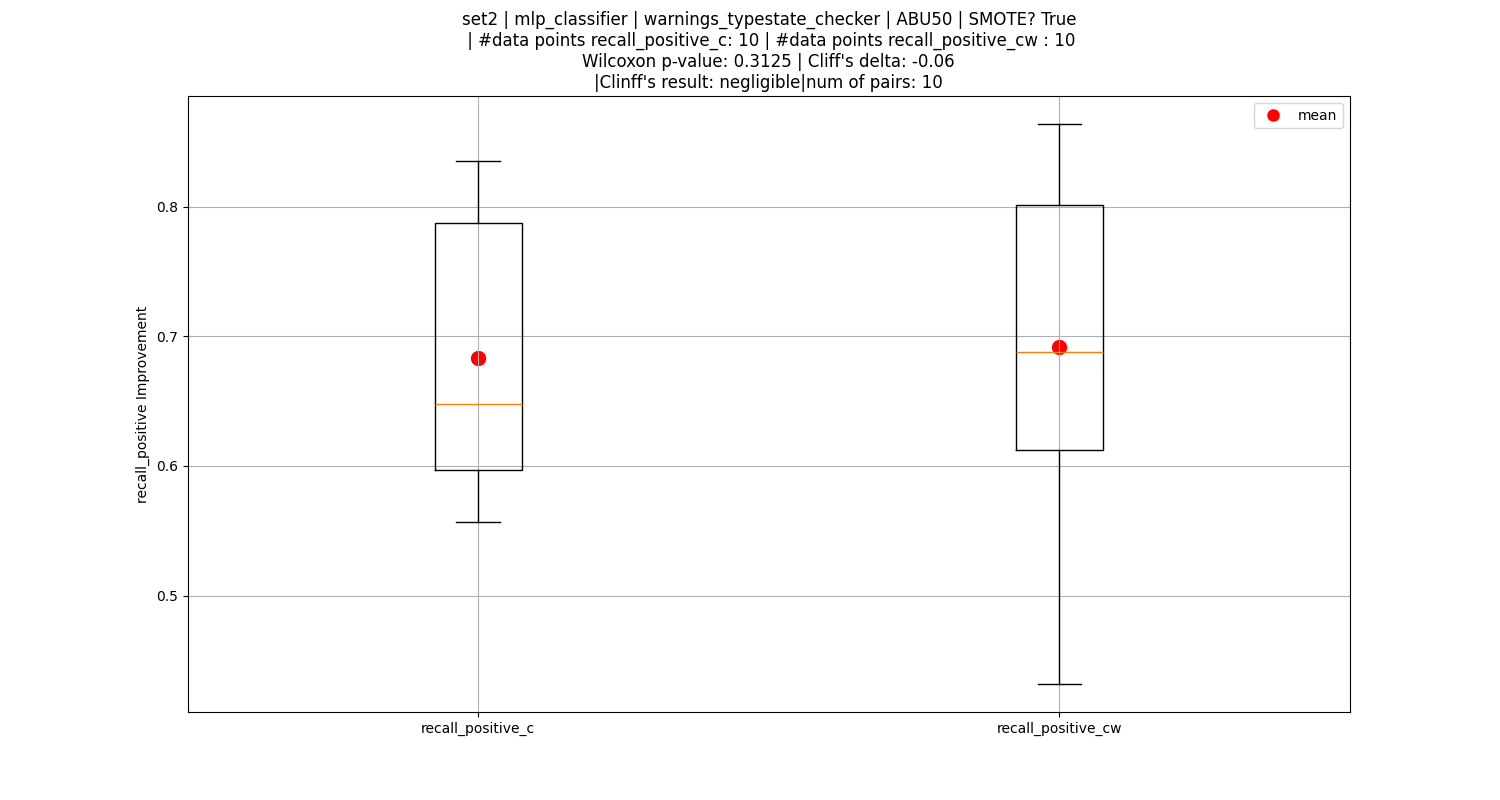 set2 | mlp_classifier | warnings_typestate_checker | ABU50 | SMOTE? True
| #data points recall_positive_c: 10 | #data points recall_positive_cw : 10
Wilcoxon p-value: 0.3125 | Cliff's delta: -0.06
|Clinff's result: negligible|num of pairs: 10
mean
0.8
0.7
0.6
0.5
recall_positive Improvement
recall_positive_c
recall_positive_cw